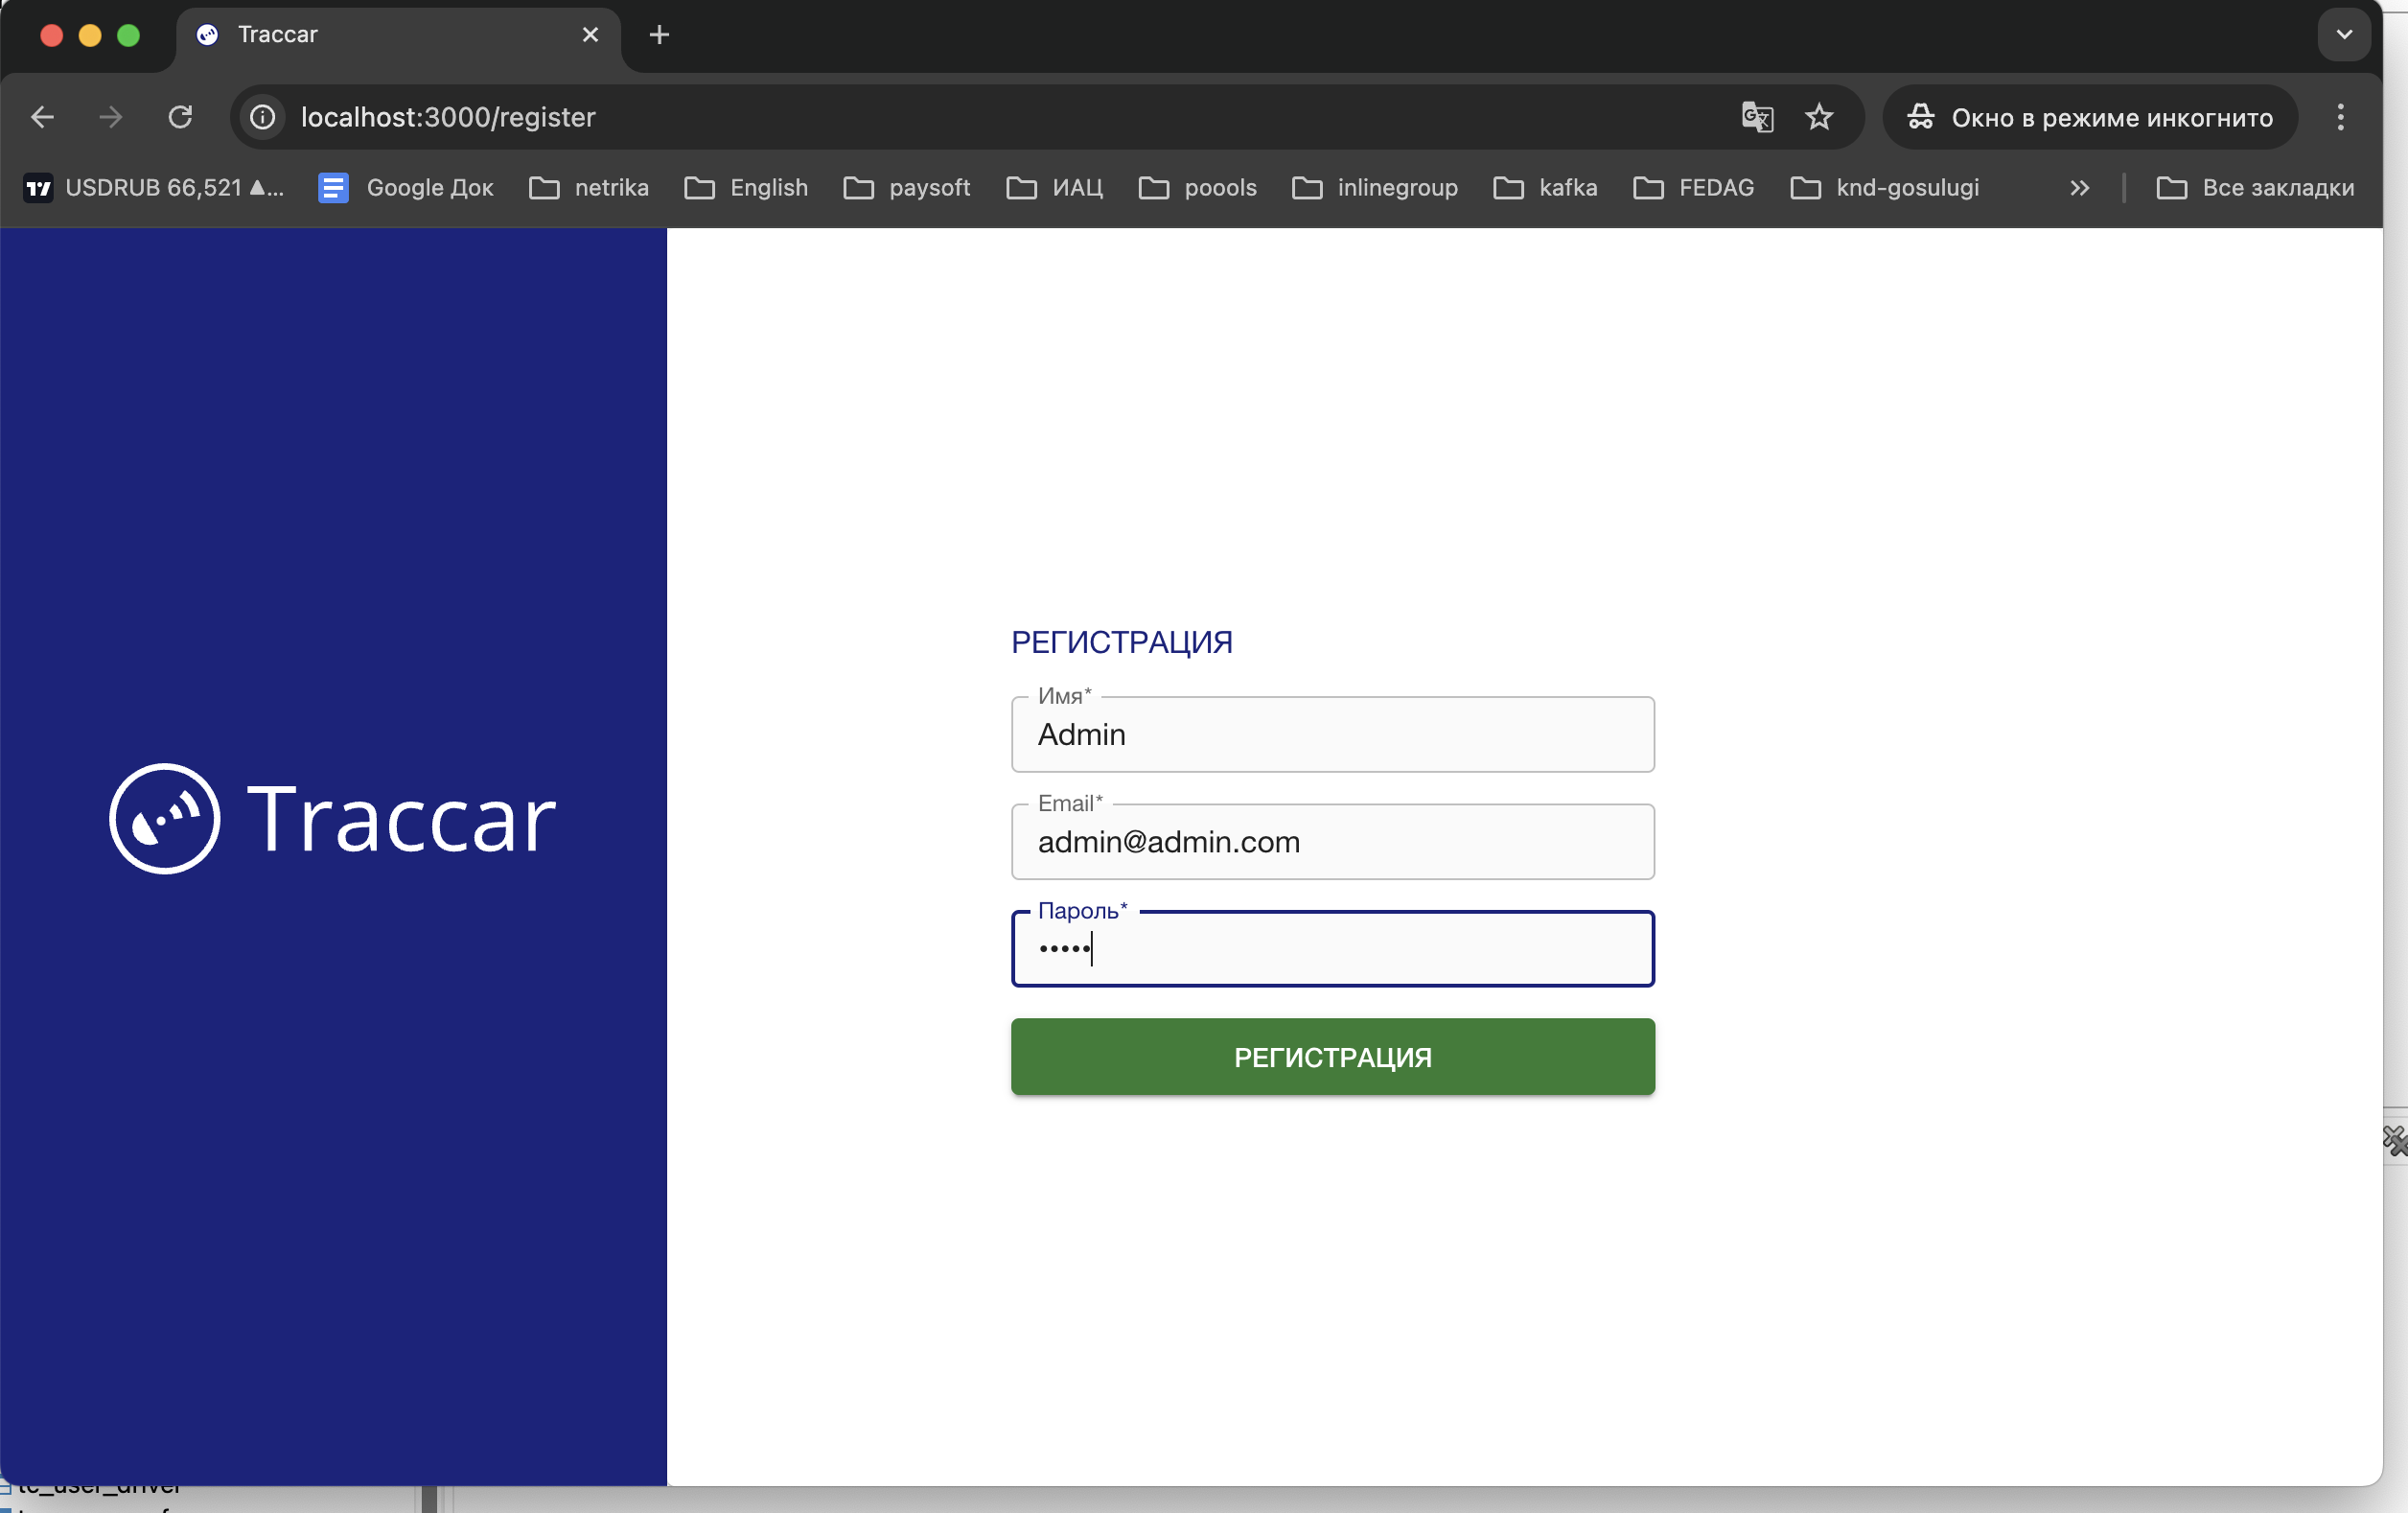 Traccar
localhost:3000/register
Окно в режиме инкогнито
USDRUB 66,521 ▲...
Google Док
netrika
English
paysoft
ИАЦ
poools
inlinegroup
kafka
FEDAG
knd-gosulugi
Все закладки
Traccar
РЕГИСТРАЦИЯ
Имя*
Admin
Email*
admin@admin.com
Пароль*
•••••
РЕГИСТРАЦИЯ
tc_user_driver